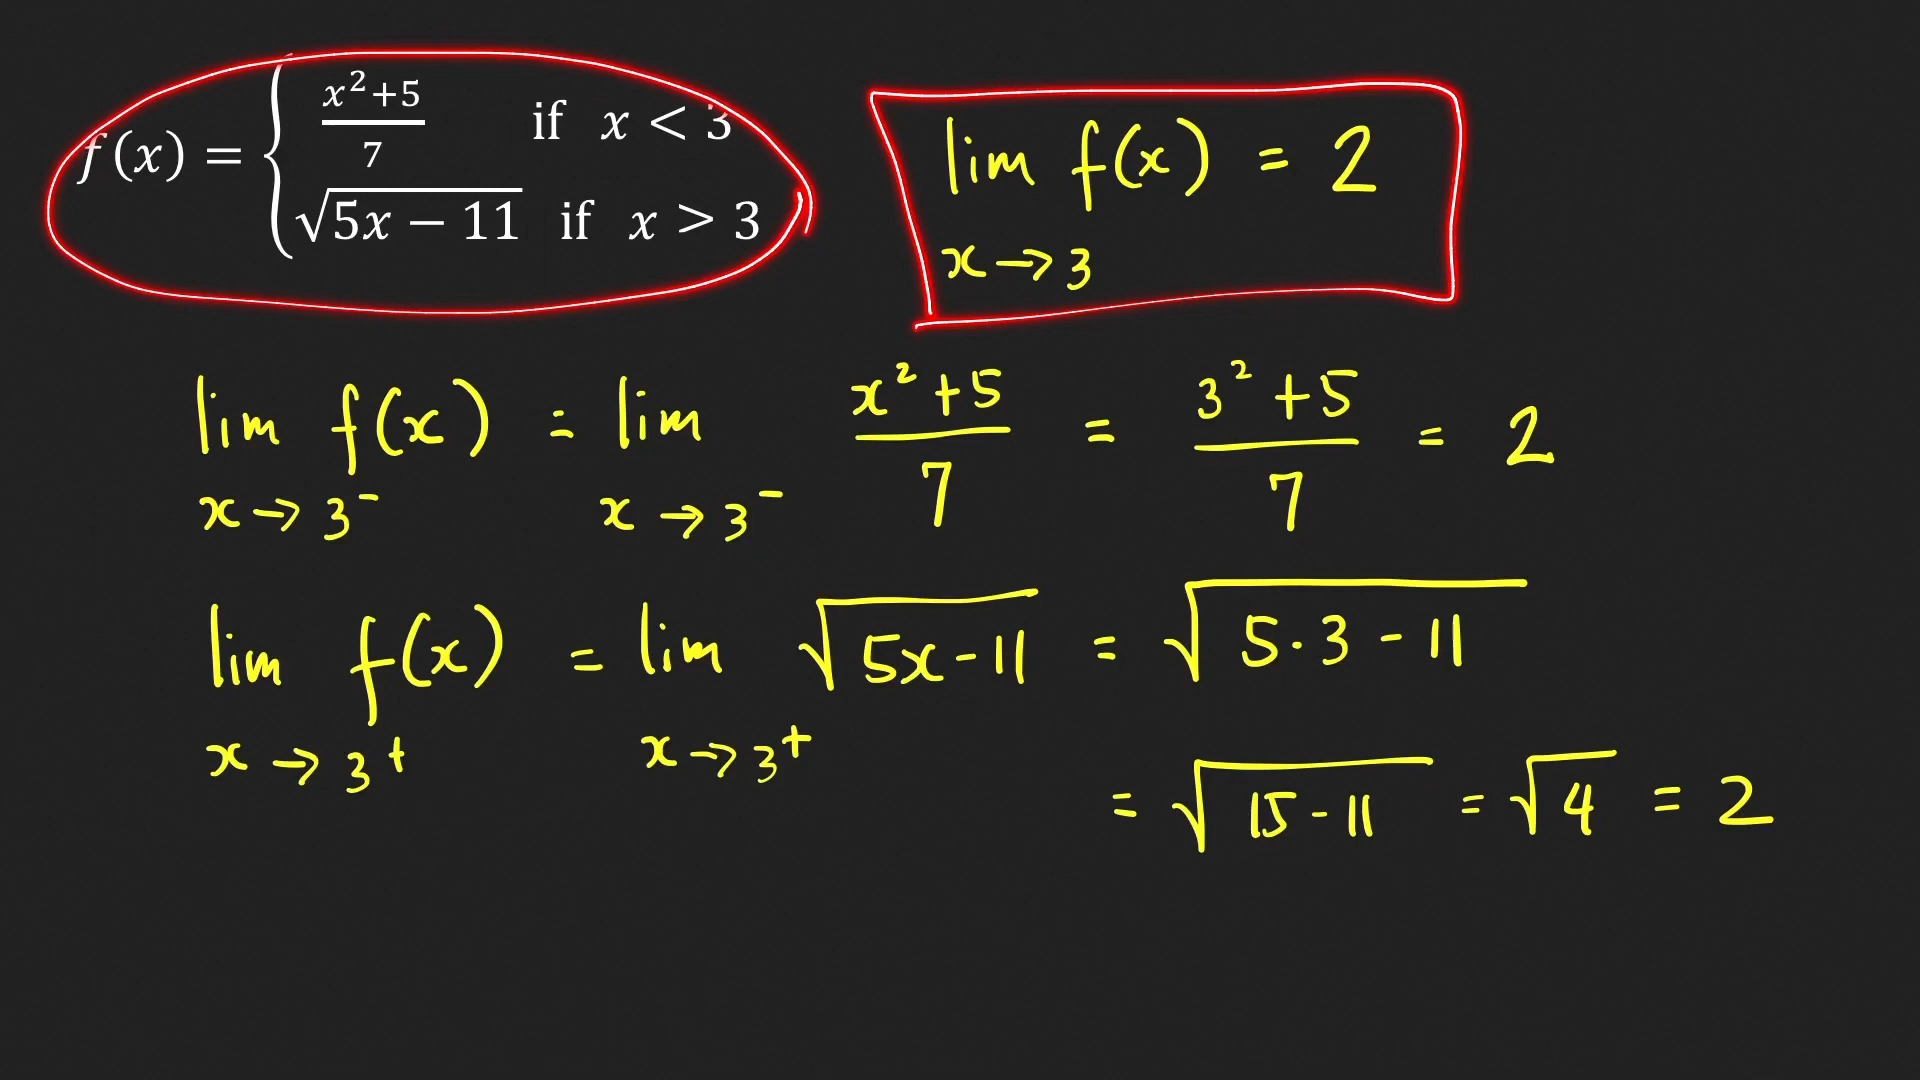 f(x) = { (x²+5)/7 if x < 3
√(5x − 11) if x > 3
lim f(x) = 2
x → 3
lim f(x) = lim (x² + 5)/7 = (3² + 5)/7 = 2
x → 3⁻ x → 3⁻
lim f(x) = lim √(5x − 11) = √(5 · 3 − 11)
x → 3⁺ x → 3⁺
= √(15 − 11) = √4 = 2